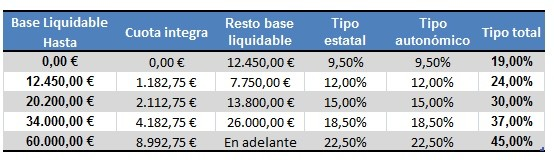 Base Liquidable Hasta Cuota integra Resto base liquidable Tipo estatal Tipo autonómico Tipo total
0,00 € 0,00 € 12.450,00 € 9,50% 9,50% 19,00%
12.450,00 € 1.182,75 € 7.750,00 € 12,00% 12,00% 24,00%
20.200,00 € 2.112,75 € 13.800,00 € 15,00% 15,00% 30,00%
34.000,00 € 4.182,75 € 26.000,00 € 18,50% 18,50% 37,00%
60.000,00 € 8.992,75 € En adelante 22,50% 22,50% 45,00%